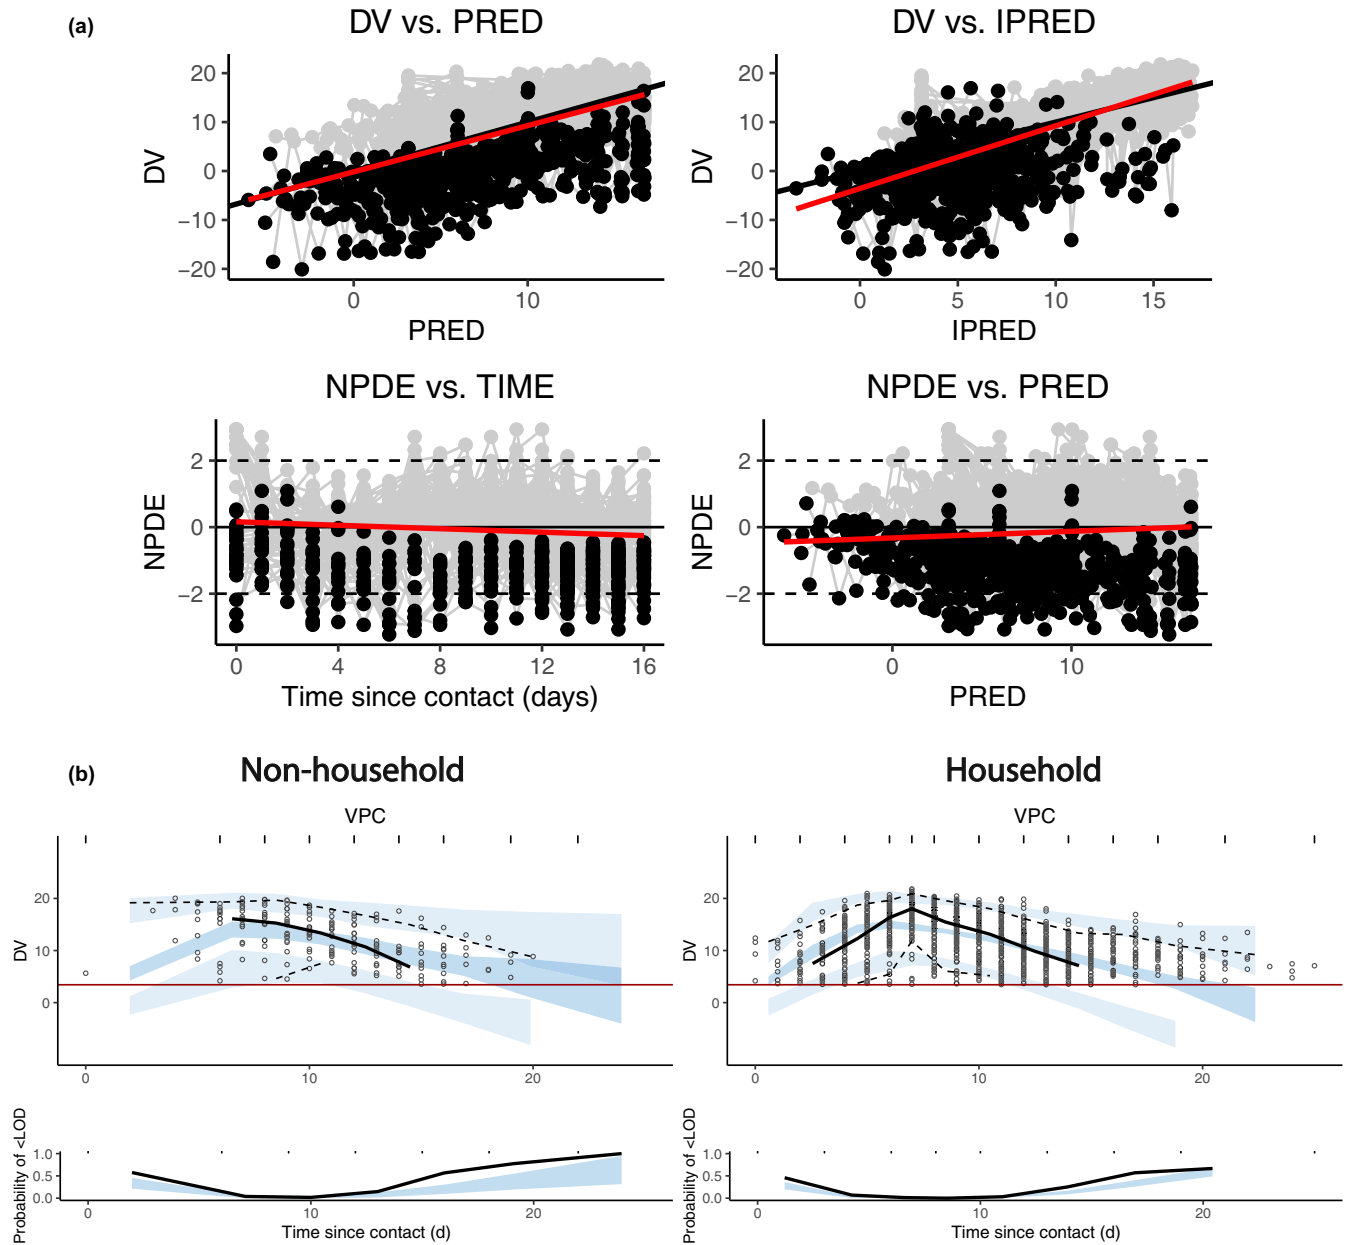 (a)
DV vs. PRED
DV vs. IPRED
20
10
0
−10
−20
DV
0
10
PRED
20
10
0
−10
−20
DV
0
5
10
15
IPRED
NPDE vs. TIME
NPDE vs. PRED
2
0
−2
NPDE
0
4
8
12
16
Time since contact (days)
2
0
−2
NPDE
0
10
PRED
(b)
Non-household
Household
VPC
VPC
20
10
0
DV
0
10
20
20
10
0
DV
0
10
20
Probability of <LOD
1.0
0.5
0.0
0
10
20
Time since contact (d)
Probability of <LOD
1.0
0.5
0.0
0
10
20
Time since contact (d)